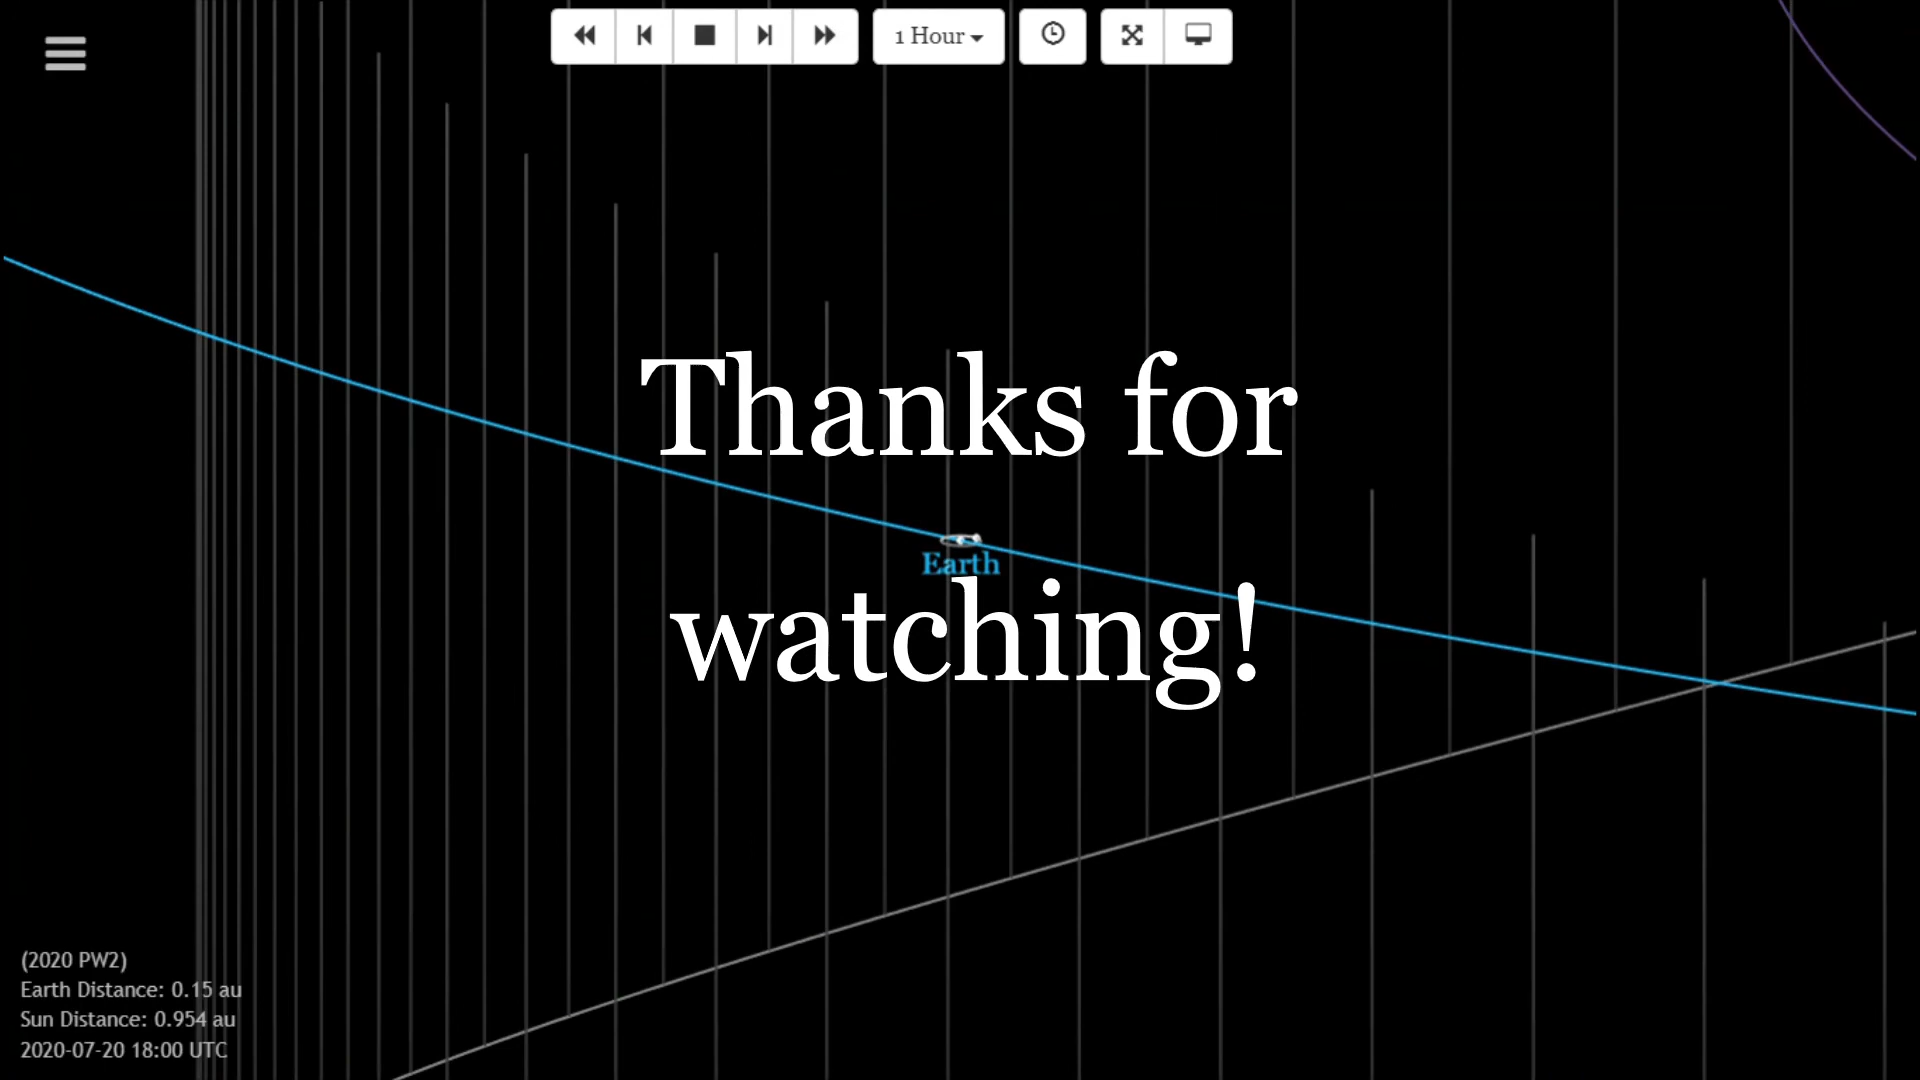 1 Hour
Thanks for
Earth
watching!
(2020 PW2)
Earth Distance: 0.15 au
Sun Distance: 0.954 au
2020-07-20 18:00 UTC